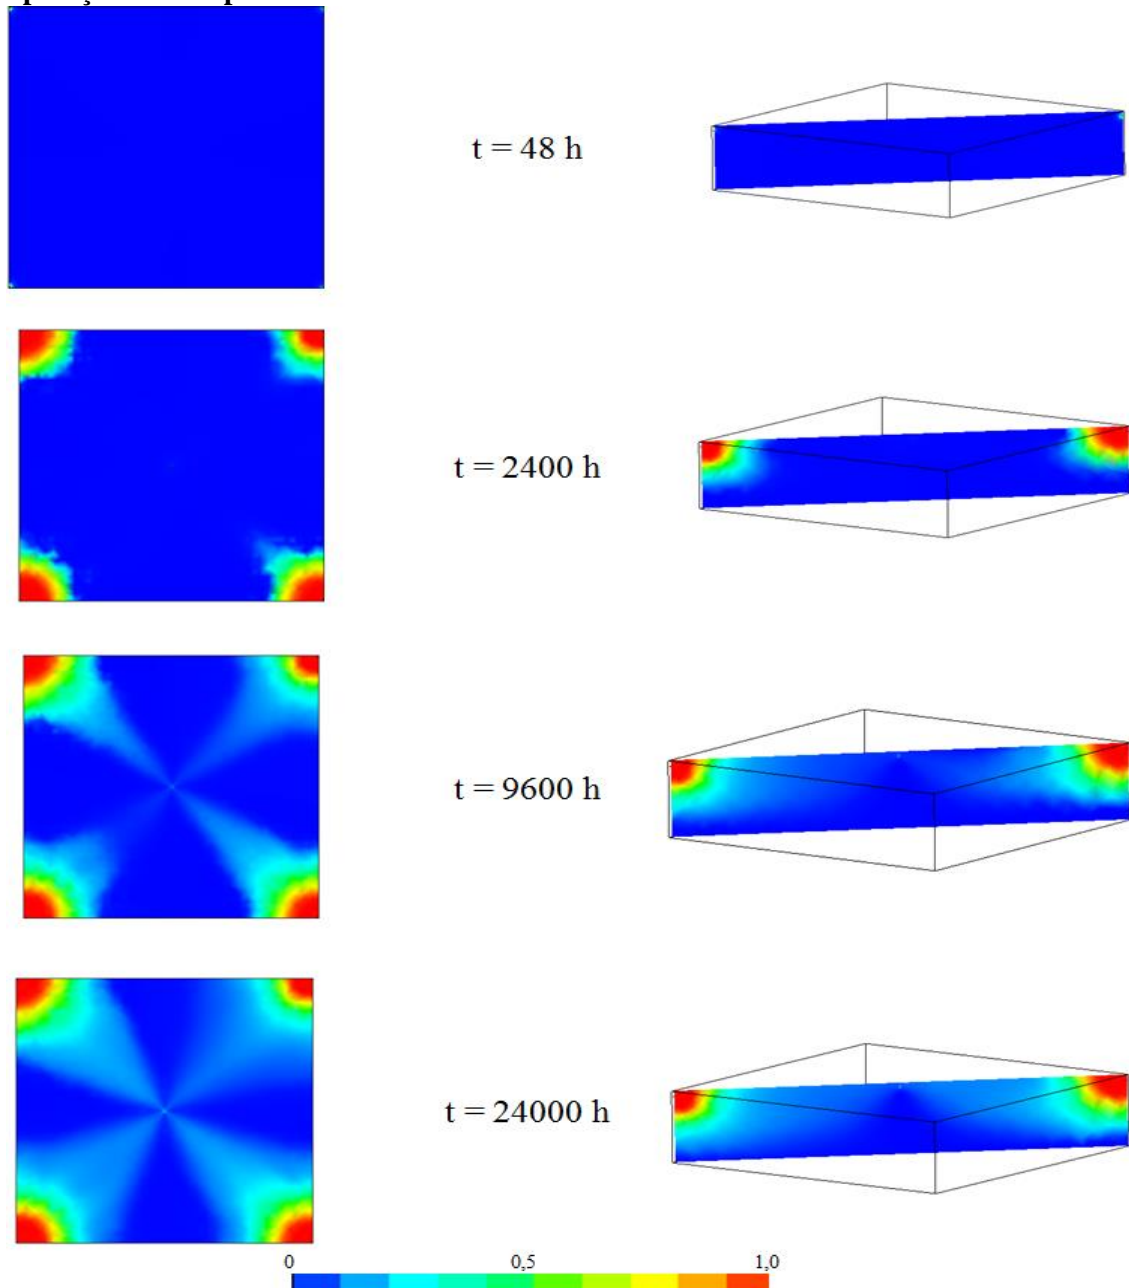 t = 48 h
t = 2400 h
t = 9600 h
t = 24000 h
0 0,5 1,0